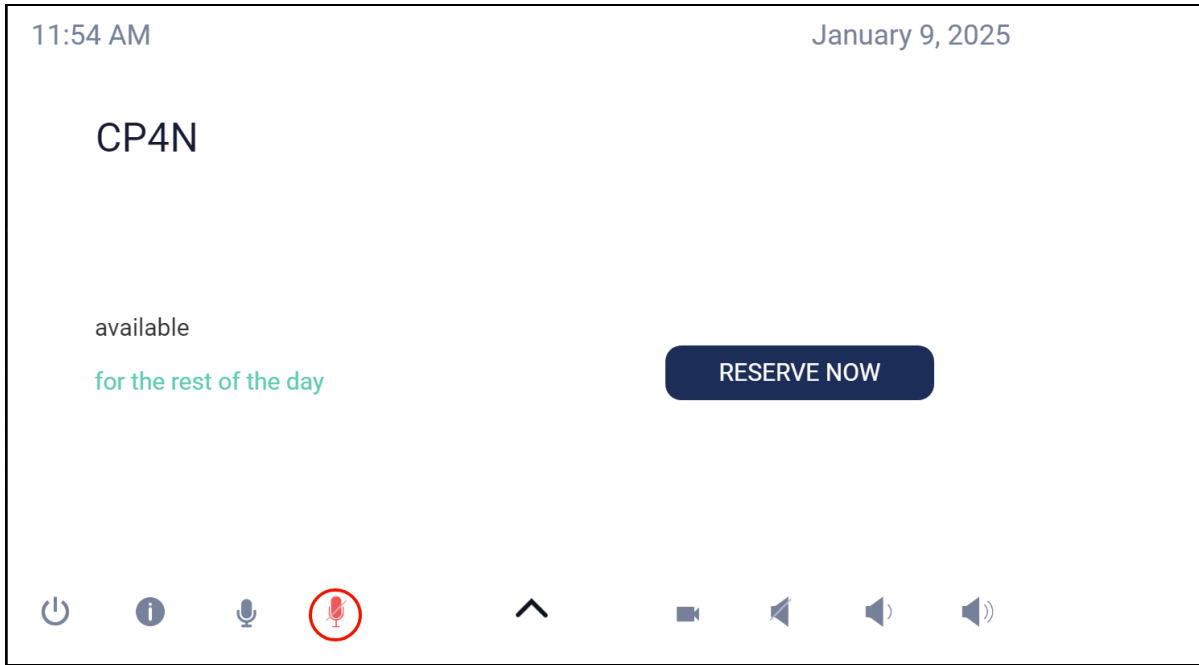 11:54 AM
January 9, 2025
CP4N
available
for the rest of the day
RESERVE NOW